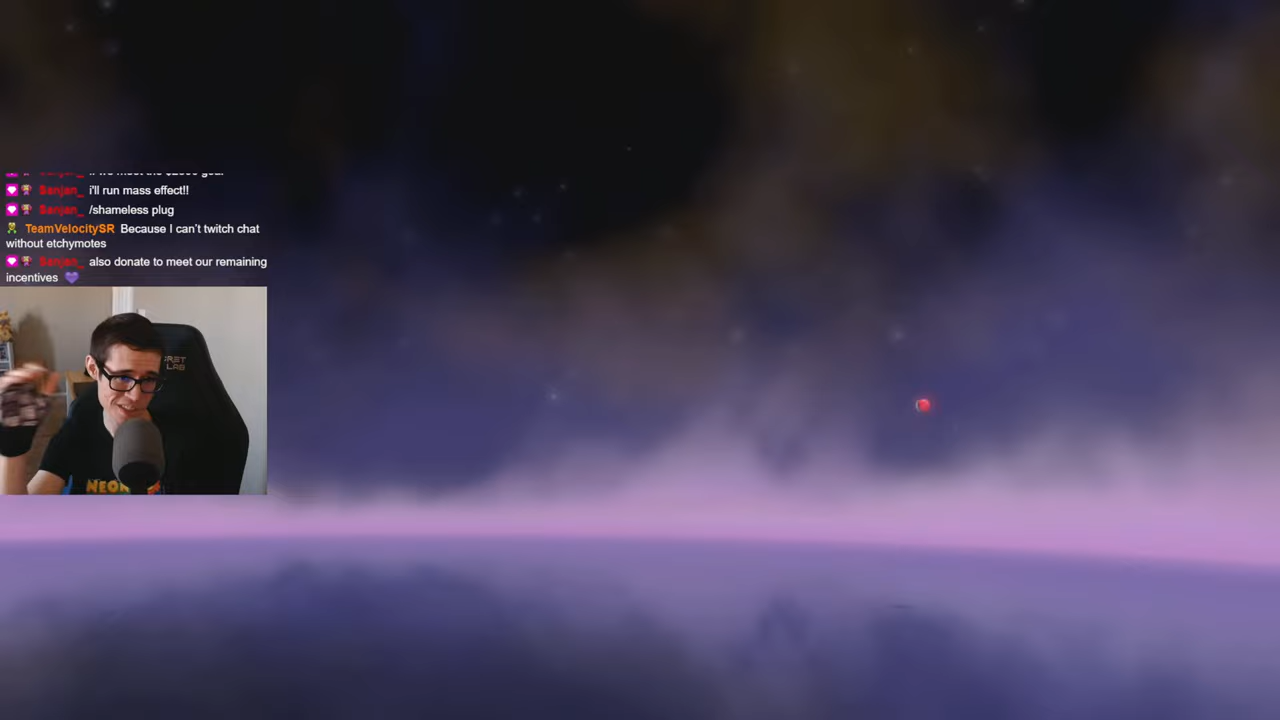 i'll run mass effect!!
Sanjan_
/shameless plug
TeamVelocitySR Because I can't twitch chat
without etchymotes
Sanjan_ also donate to meet our remaining
incentives
LAB
NEON